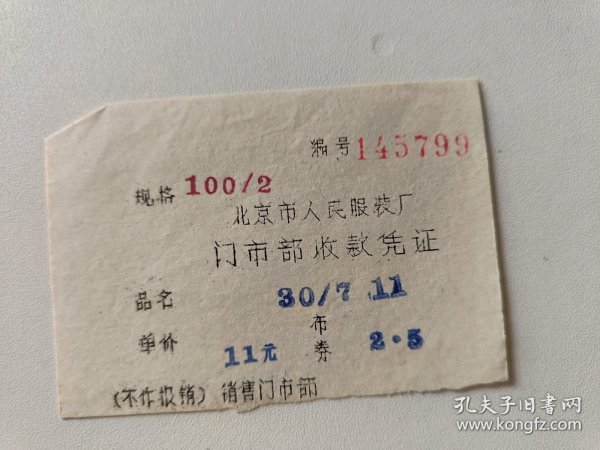 编号145799
规格 100/2
北京市人民服装厂
门市部收款凭证
品名 30/7 11
单价 11元 布券 2·5
(不作报销) 销售门市部
孔夫子旧书网
www.kongfz.com